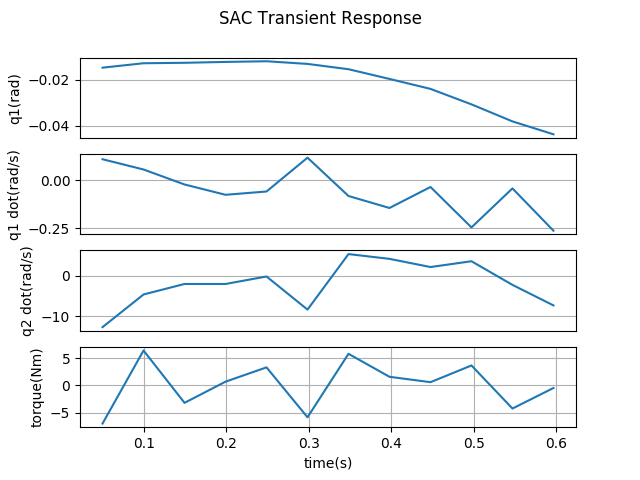 SAC Transient Response
q1(rad)
−0.02
−0.04
q1 dot(rad/s)
0.00
−0.25
q2 dot(rad/s)
0
−10
torque(Nm)
5
0
−5
0.1 0.2 0.3 0.4 0.5 0.6
time(s)